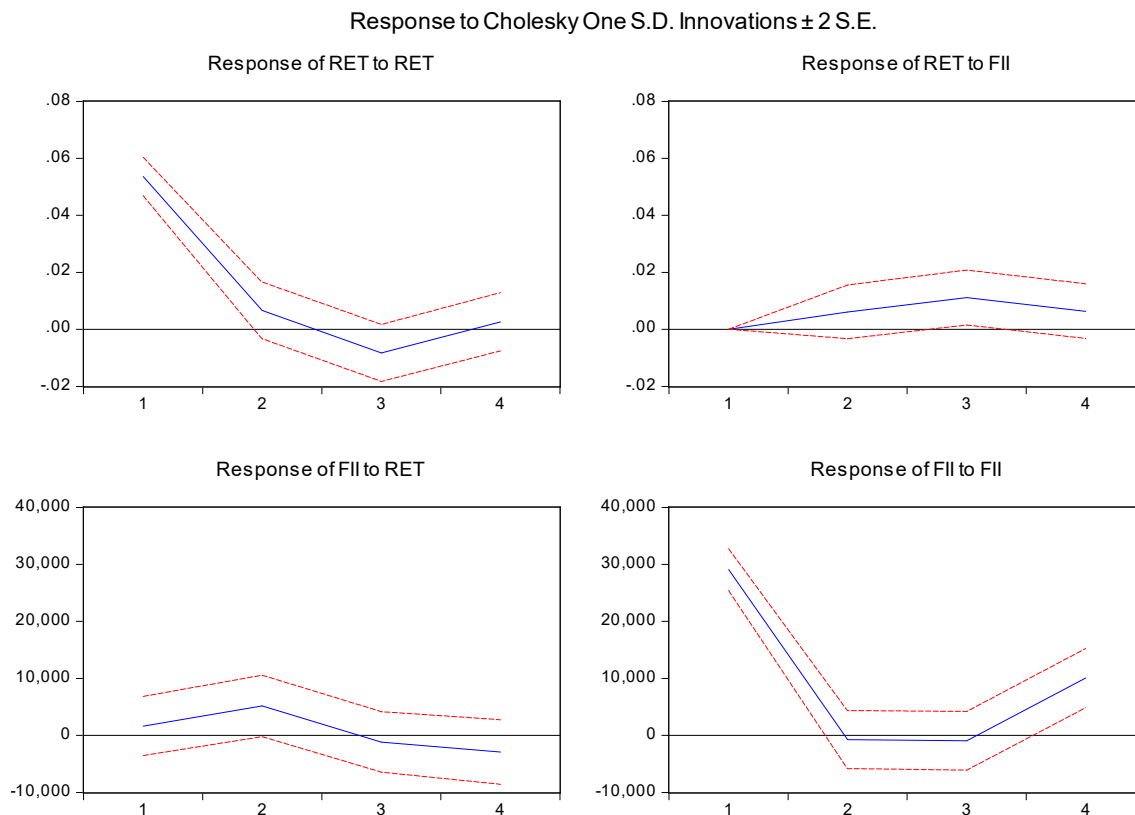 Response to Cholesky One S.D. Innovations ± 2 S.E.
Response of RET to RET
.08
.06
.04
.02
.00
-.02
1 2 3 4
Response of RET to FII
.08
.06
.04
.02
.00
-.02
1 2 3 4
Response of FII to RET
40,000
30,000
20,000
10,000
0
-10,000
1 2 3 4
Response of FII to FII
40,000
30,000
20,000
10,000
0
-10,000
1 2 3 4